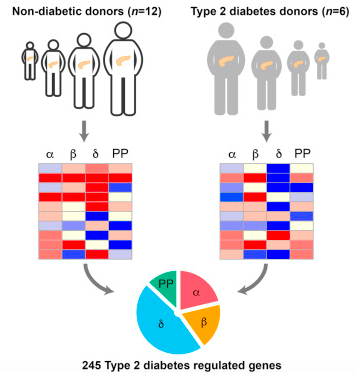 Non-diabetic donors (n=12)
Type 2 diabetes donors (n=6)
α β δ PP
α β δ PP
PP
α
δ
β
245 Type 2 diabetes regulated genes